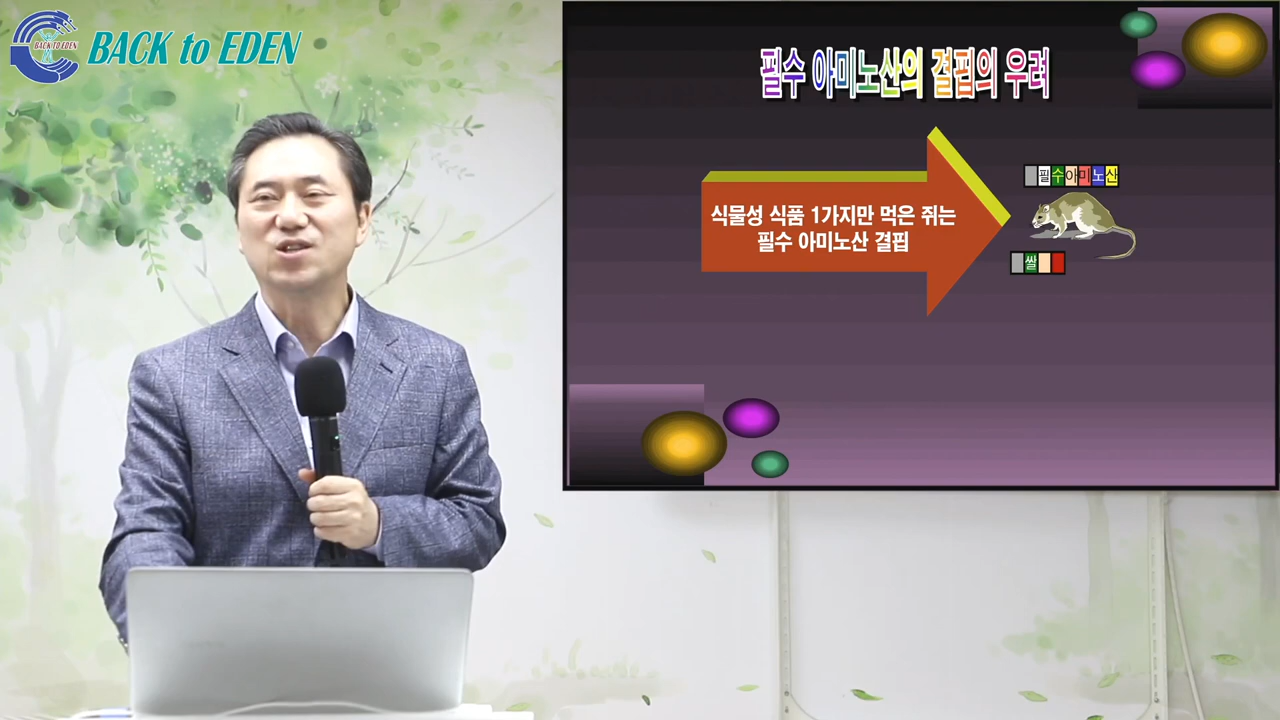 BACK TO EDEN
BACK to EDEN
필수 아미노산의 결핍의 우려
식물성 식품 1가지만 먹은 쥐는
필수 아미노산 결핍
필수아미노산
쌀